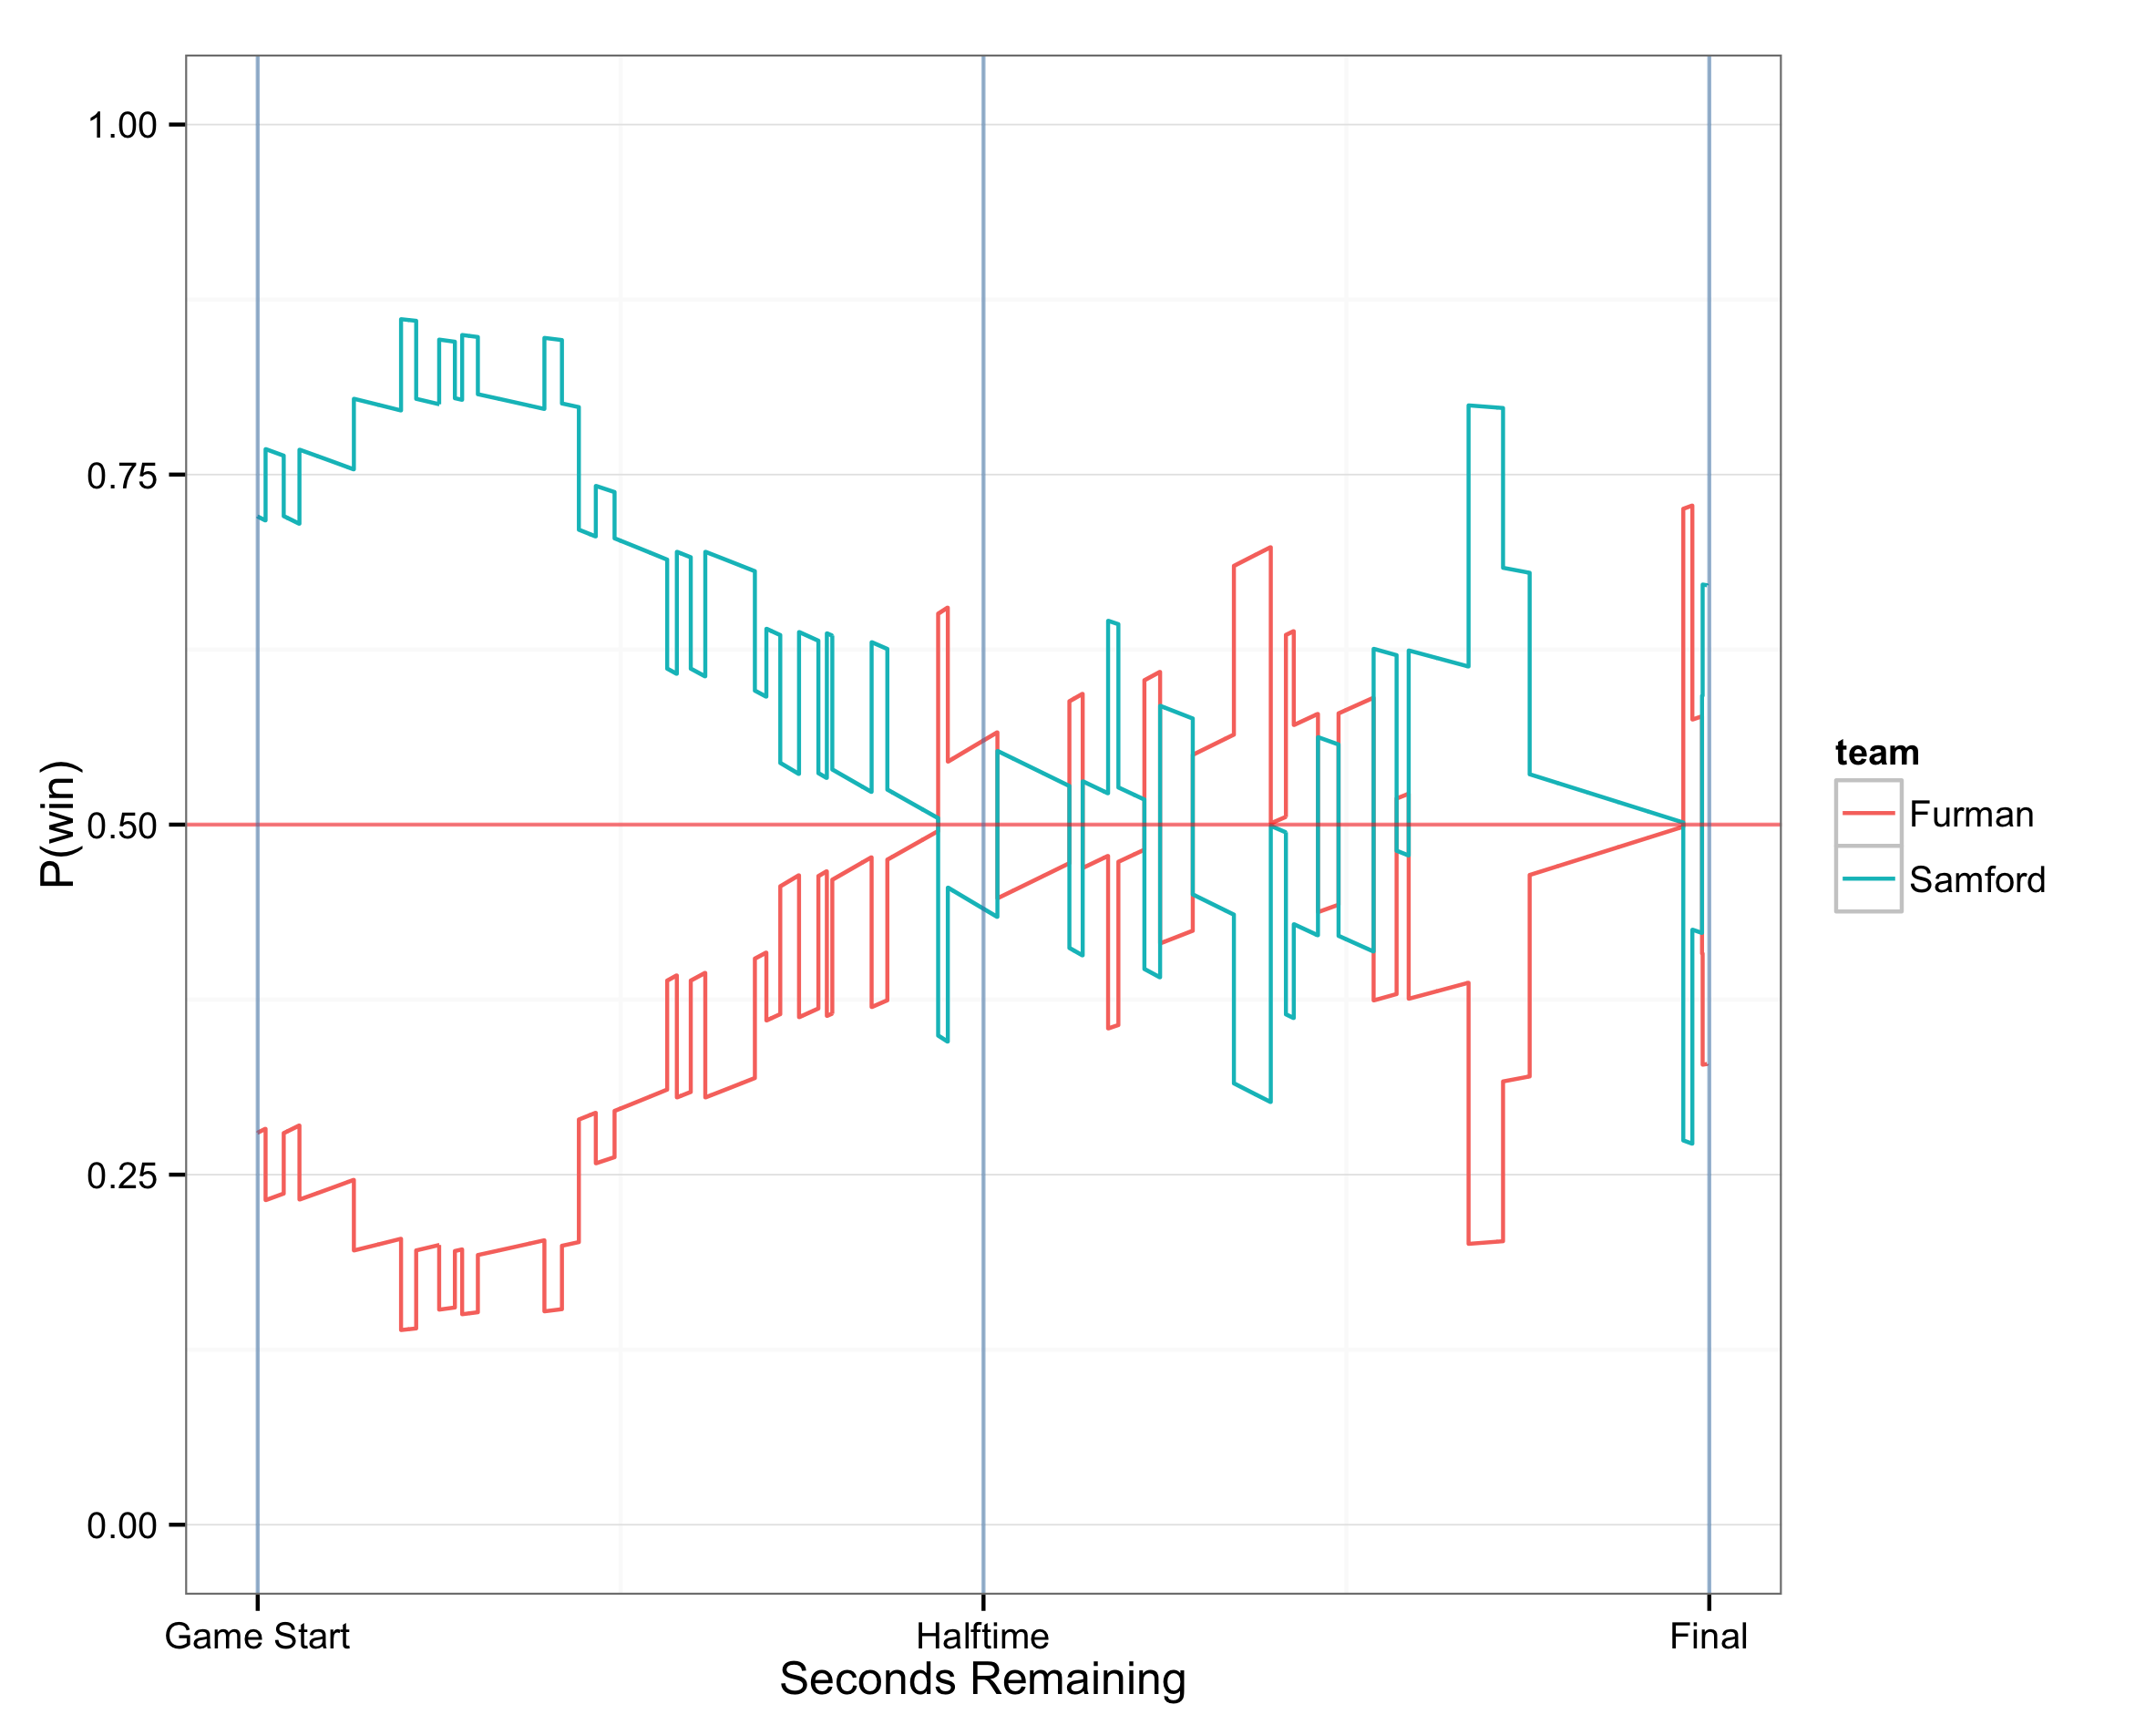 1.00
0.75
0.50
0.25
0.00
P(win)
Game Start
Halftime
Final
Seconds Remaining
team
Furman
Samford